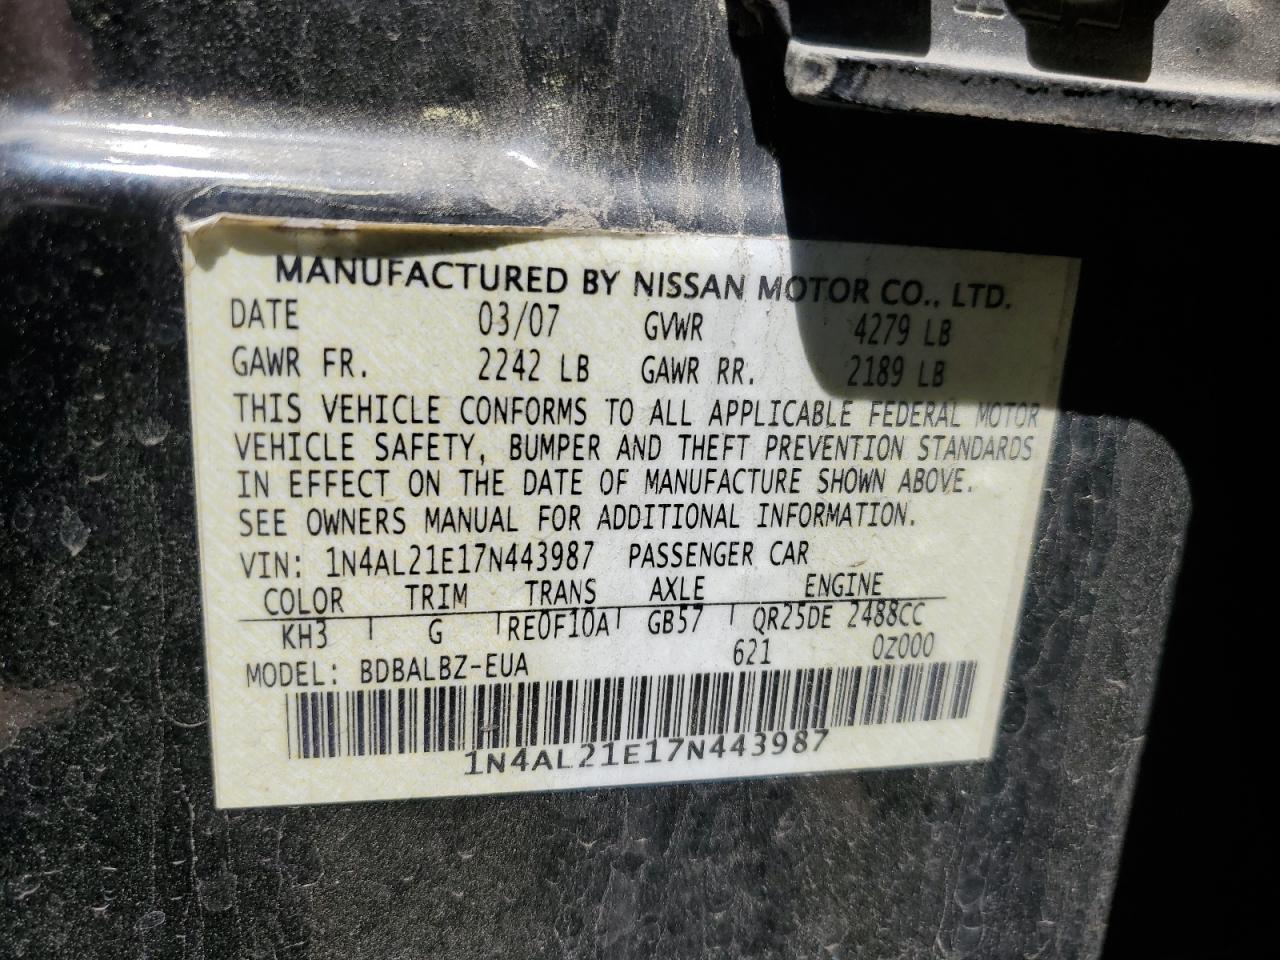 MANUFACTURED BY NISSAN MOTOR CO., LTD.
DATE 03/07 GVWR 4279 LB
GAWR FR. 2242 LB GAWR RR. 2189 LB
THIS VEHICLE CONFORMS TO ALL APPLICABLE FEDERAL MOTOR
VEHICLE SAFETY, BUMPER AND THEFT PREVENTION STANDARDS
IN EFFECT ON THE DATE OF MANUFACTURE SHOWN ABOVE.
SEE OWNERS MANUAL FOR ADDITIONAL INFORMATION.
VIN: 1N4AL21E17N443987 PASSENGER CAR
COLOR TRIM TRANS AXLE ENGINE
KH3 G RE0F10A GB57 QR25DE 2488CC
MODEL: BDBALBZ-EUA 621 0Z000
1N4AL21E17N443987